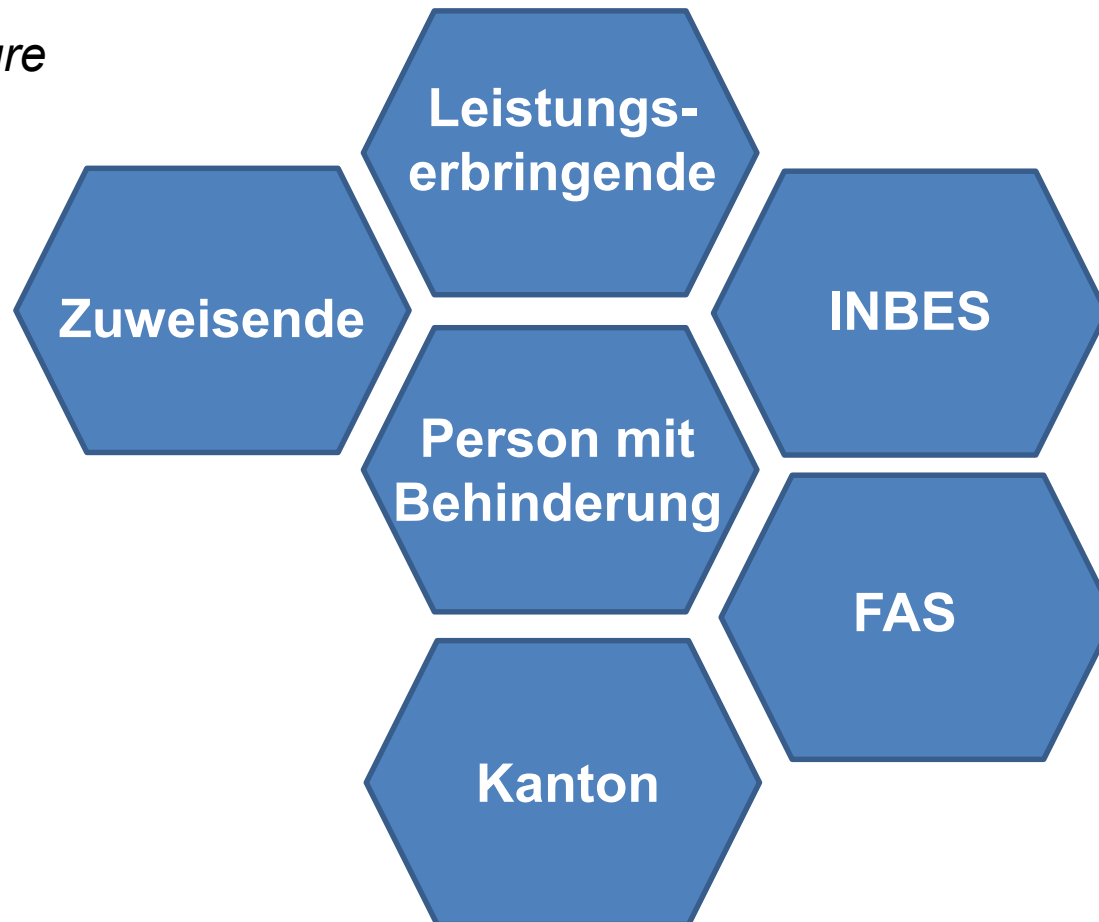 Leistungs-
erbringende
Zuweisende
INBES
Person mit
Behinderung
FAS
Kanton